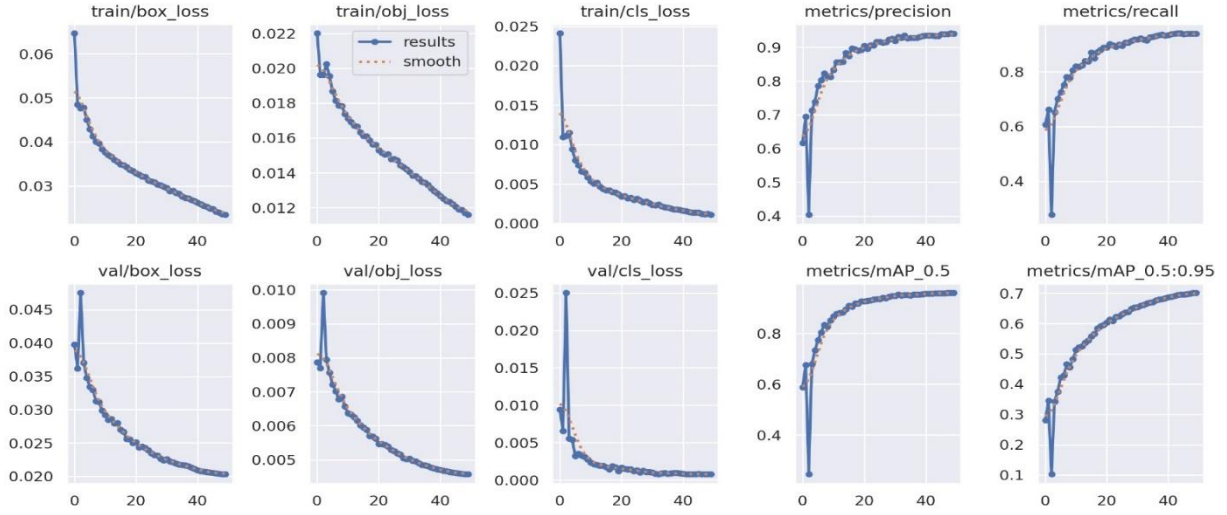 train/box_loss
train/obj_loss
train/cls_loss
metrics/precision
metrics/recall
0.06
0.05
0.04
0.03
0 20 40
0.022
0.020
0.018
0.016
0.014
0.012
results
smooth
0 20 40
0.025
0.020
0.015
0.010
0.005
0.000
0 20 40
0.9
0.8
0.7
0.6
0.5
0.4
0 20 40
0.8
0.6
0.4
0 20 40
val/box_loss
val/obj_loss
val/cls_loss
metrics/mAP_0.5
metrics/mAP_0.5:0.95
0.045
0.040
0.035
0.030
0.025
0.020
0 20 40
0.010
0.009
0.008
0.007
0.006
0.005
0 20 40
0.025
0.020
0.015
0.010
0.005
0.000
0 20 40
0.8
0.6
0.4
0 20 40
0.7
0.6
0.5
0.4
0.3
0.2
0.1
0 20 40